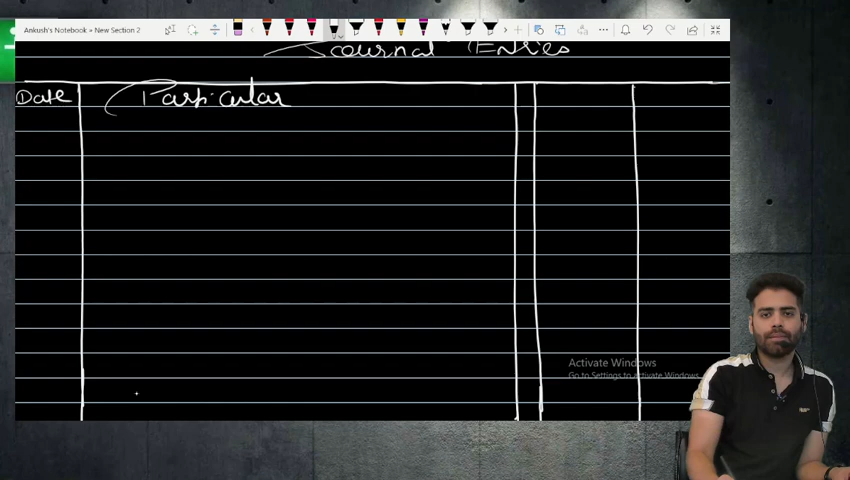 Ankush's Notebook » New Section 2
Journal Entries
Date Particular
Activate Windows
Go to Settings to activate Windows.